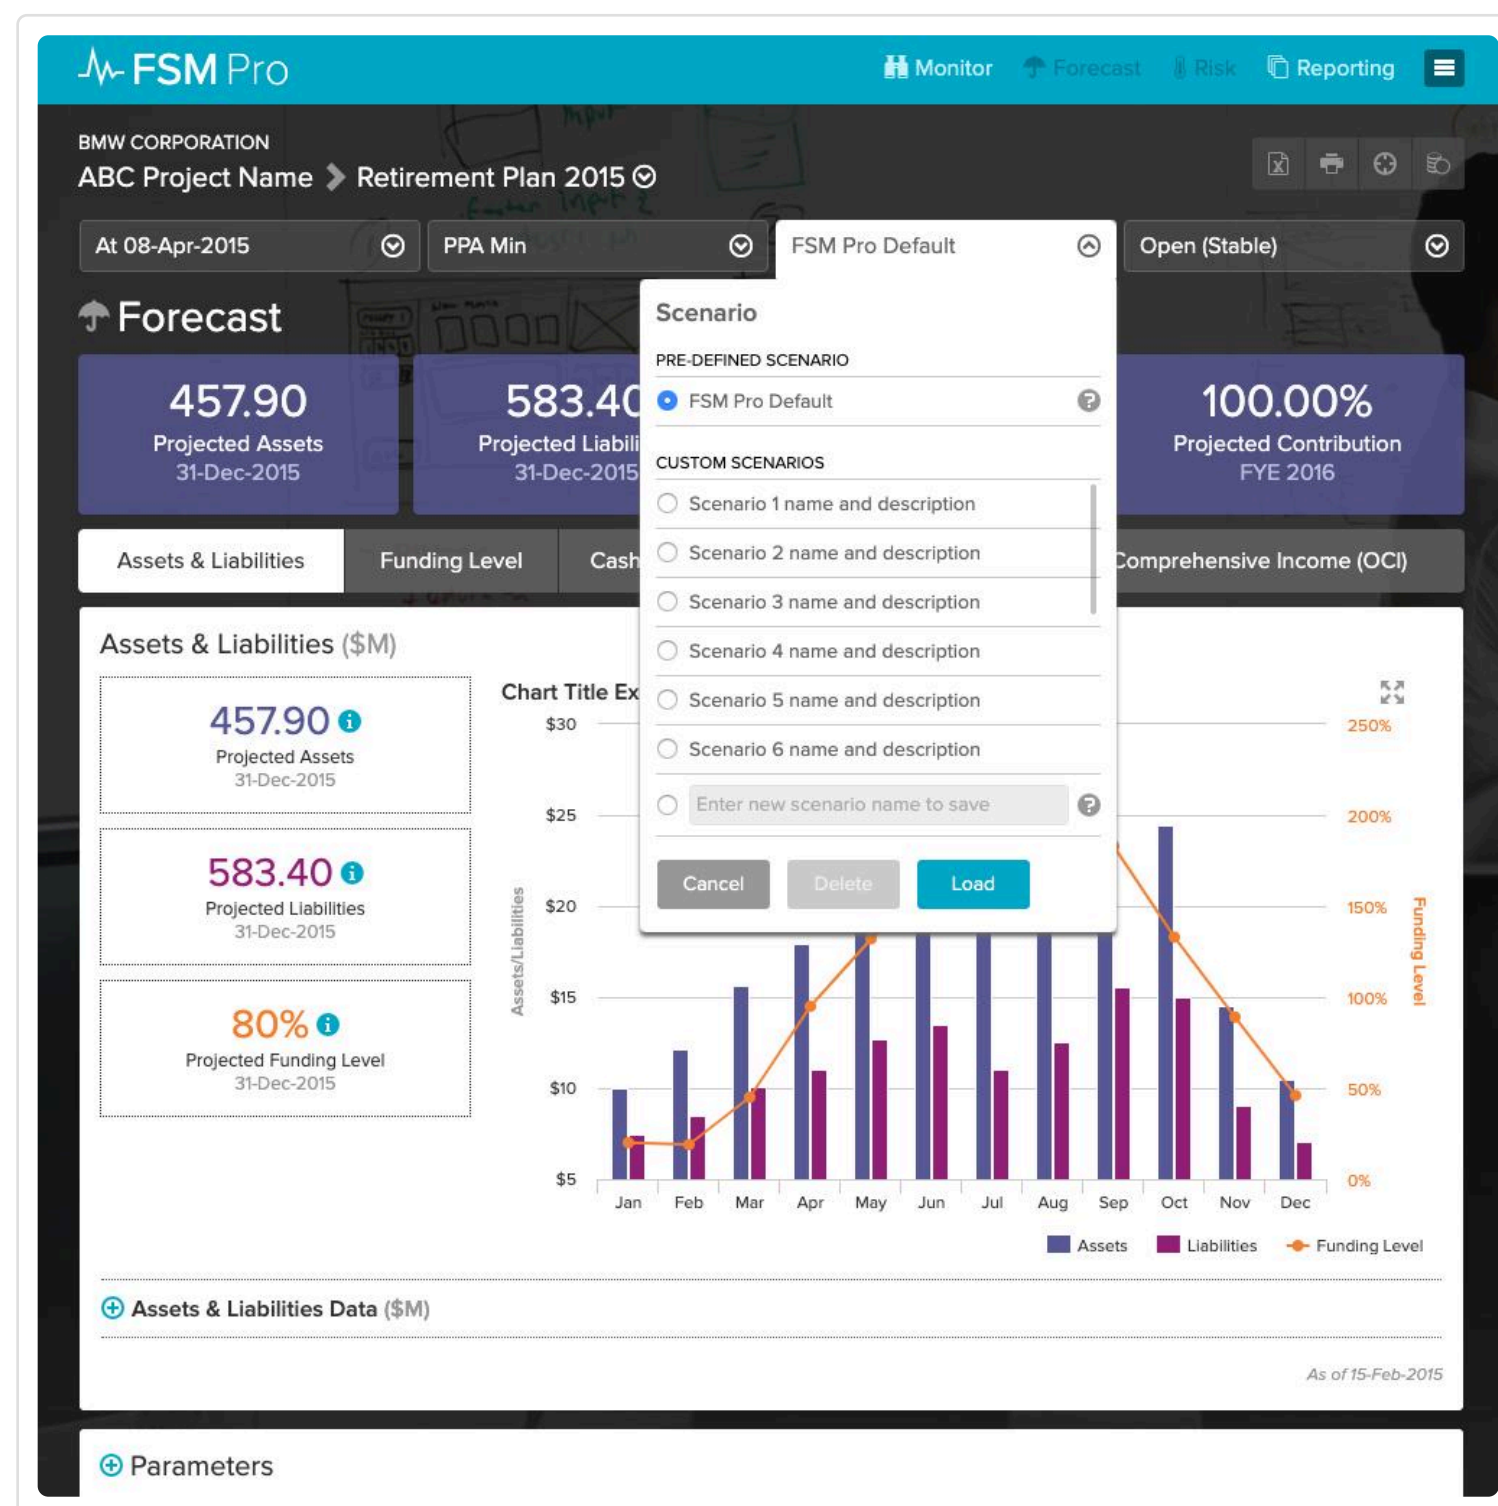 FSM Pro
Monitor Forecast Risk Reporting
BMW CORPORATION
ABC Project Name Retirement Plan 2015
At 08-Apr-2015 PPA Min FSM Pro Default Open (Stable)
Forecast
457.90
Projected Assets
31-Dec-2015
583.40
Projected Liabili
31-Dec-2015
100.00%
Projected Contribution
FYE 2016
Scenario
PRE-DEFINED SCENARIO
FSM Pro Default
CUSTOM SCENARIOS
Scenario 1 name and description
Scenario 2 name and description
Scenario 3 name and description
Scenario 4 name and description
Scenario 5 name and description
Scenario 6 name and description
Enter new scenario name to save
Cancel Delete Load
Assets & Liabilities Funding Level Cash Comprehensive Income (OCI)
Assets & Liabilities ($M)
457.90
Projected Assets
31-Dec-2015
583.40
Projected Liabilities
31-Dec-2015
80%
Projected Funding Level
31-Dec-2015
Chart Title Ex
$30
$25
$20
$15
$10
$5
Assets/Liabilities
250%
200%
150%
100%
50%
0%
Funding Level
Jan Feb Mar Apr May Jun Jul Aug Sep Oct Nov Dec
Assets Liabilities Funding Level
Assets & Liabilities Data ($M)
As of 15-Feb-2015
Parameters